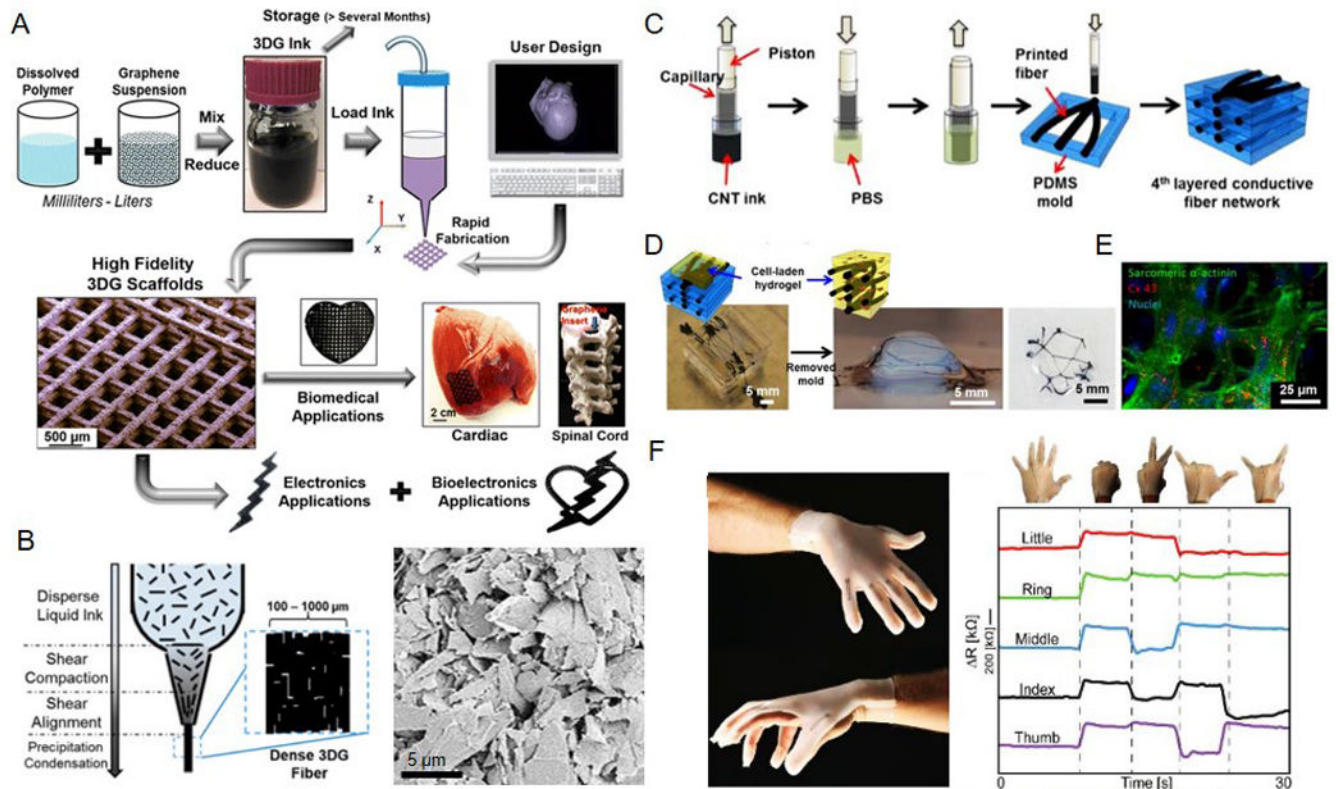 A
Storage (> Several Months)
3DG Ink
User Design
Dissolved
Polymer
Graphene
Suspension
Mix
Reduce
Load Ink
Milliliters - Liters
Z
Y
X
Rapid
Fabrication
High Fidelity
3DG Scaffolds
500 µm
Biomedical
Applications
2 cm
Cardiac
Graphene
Insert
Spinal Cord
Electronics
Applications
Bioelectronics
Applications
B
Disperse
Liquid Ink
Shear
Compaction
Shear
Alignment
Precipitation
Condensation
100 – 1000 µm
Dense 3DG
Fiber
5 µm
C
Piston
Capillary
CNT ink
PBS
Printed
fiber
PDMS
mold
4th layered conductive
fiber network
D
Cell-laden
hydrogel
5 mm
Removed
mold
5 mm
5 mm
E
Sarcomeric α-actinin
Cx 43
Nuclei
25 µm
F
Little
Ring
Middle
Index
Thumb
ΔR [kΩ]
200 [kΩ]
0
Time [s]
30